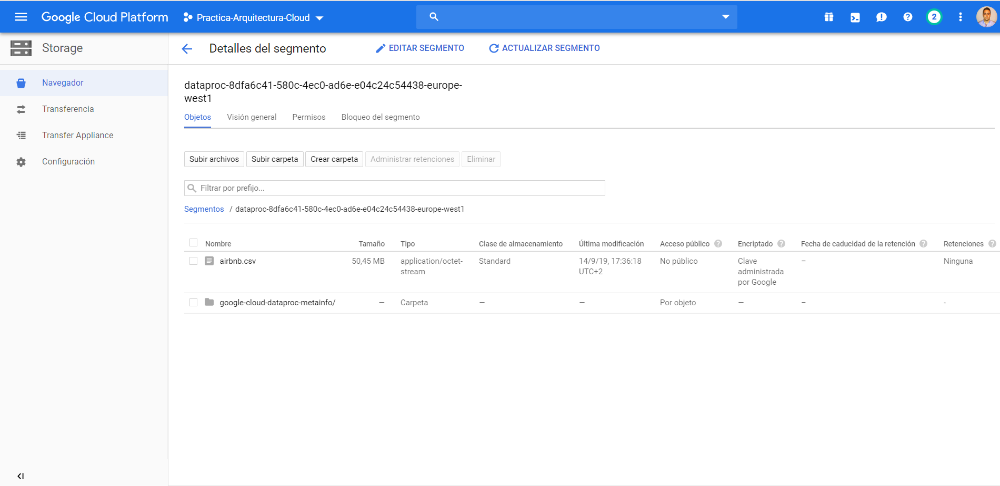 Google Cloud Platform
Practica-Arquitectura-Cloud
2
Storage
Detalles del segmento
EDITAR SEGMENTO
ACTUALIZAR SEGMENTO
Navegador
Transferencia
Transfer Appliance
Configuración
dataproc-8dfa6c41-580c-4ec0-ad6e-e04c24c54438-europe-
west1
Objetos Visión general Permisos Bloqueo del segmento
Subir archivos Subir carpeta Crear carpeta Administrar retenciones Eliminar
Filtrar por prefijo...
Segmentos / dataproc-8dfa6c41-580c-4ec0-ad6e-e04c24c54438-europe-west1
Nombre Tamaño Tipo Clase de almacenamiento Última modificación Acceso público Encriptado Fecha de caducidad de la retención Retenciones
airbnb.csv 50,45 MB application/octet- Standard 14/9/19, 17:36:18 No público Clave – Ninguna
stream UTC+2 administrada
por Google
google-cloud-dataproc-metainfo/ — Carpeta — — Por objeto — – -